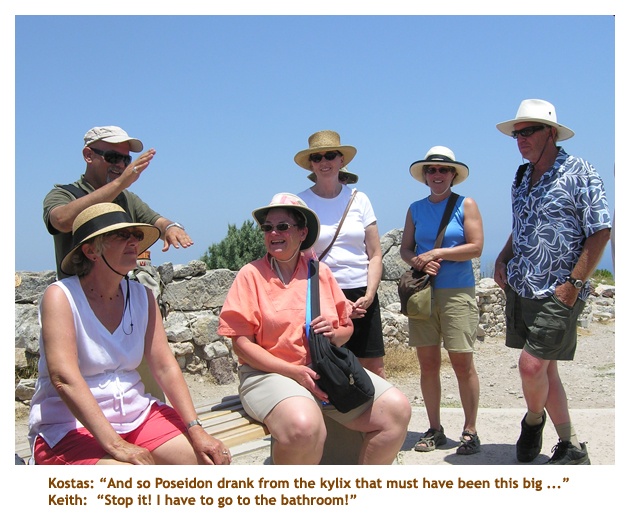 Kostas: “And so Poseidon drank from the kylix that must have been this big ...”
Keith:  “Stop it! I have to go to the bathroom!”